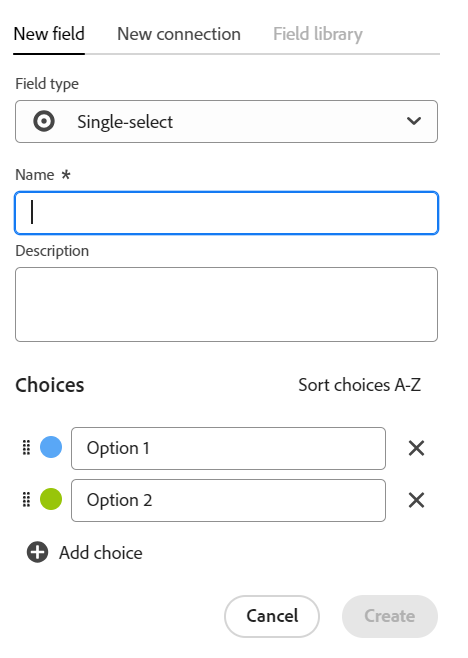 New field New connection Field library
Field type
Single-select
Name *
Description
Choices Sort choices A-Z
Option 1
Option 2
Add choice
Cancel Create